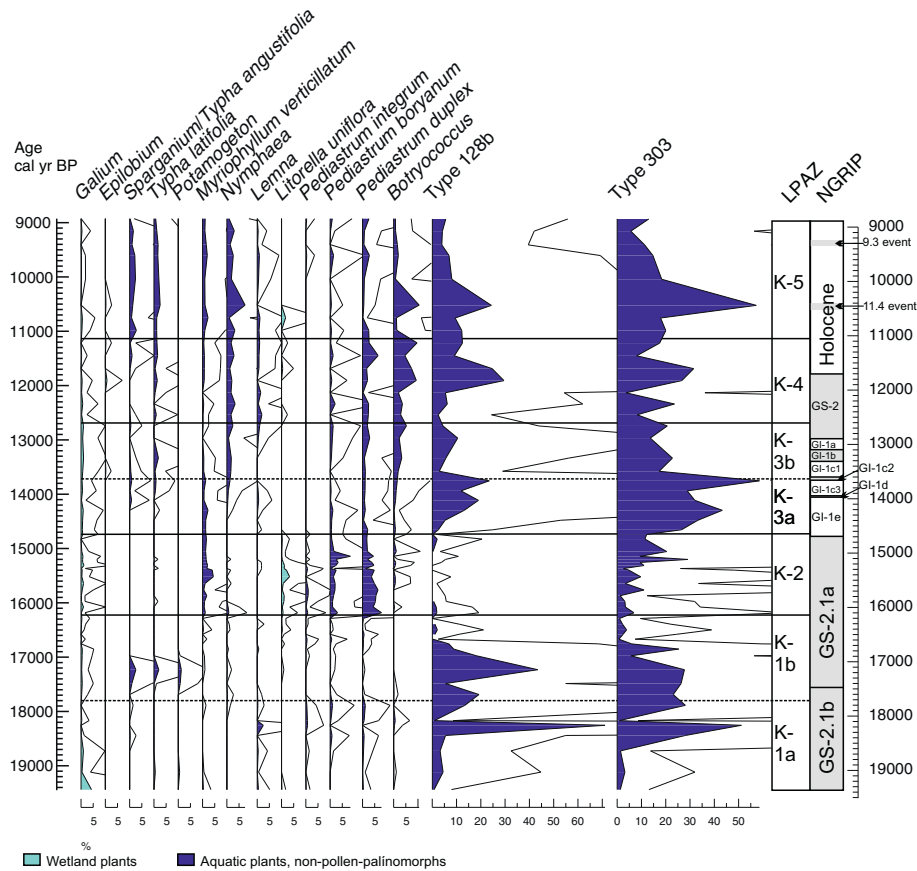 Age
cal yr BP
Galium
Epilobium
Sparganium/Typha angustifolia
Typha latifolia
Potamogeton
Myriophyllum verticillatum
Nymphaea
Lemna
Litorella uniflora
Pediastrum integrum
Pediastrum boryanum
Pediastrum duplex
Botryococcus
Type 128b
Type 303
LPAZ
NGRIP
9000
10000
11000
12000
13000
14000
15000
16000
17000
18000
19000
K-5
K-4
K-
3b
K-
3a
K-2
K-
1b
K-
1a
Holocene
GS-2
GI-1a
GI-1b
GI-1c1
GI-1c3
GI-1e
GS-2.1a
GS-2.1b
9000
9.3 event
10000
11.4 event
11000
12000
13000
GI-1c2
GI-1d
14000
15000
16000
17000
18000
19000
5 5 5 5 5 5 5 5 5 5 5 5 5 10 20 30 40 50 60 10 20 30 40 50
%
Wetland plants
Aquatic plants, non-pollen-palinomorphs